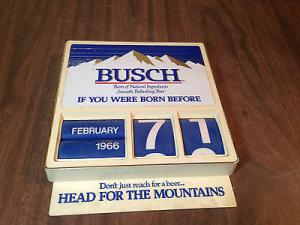 BUSCH
Born of Natural Ingredients
Smooth, Refreshing Beer
IF YOU WERE BORN BEFORE
FEBRUARY
1966
7 1
Don't just reach for a beer...
HEAD FOR THE MOUNTAINS